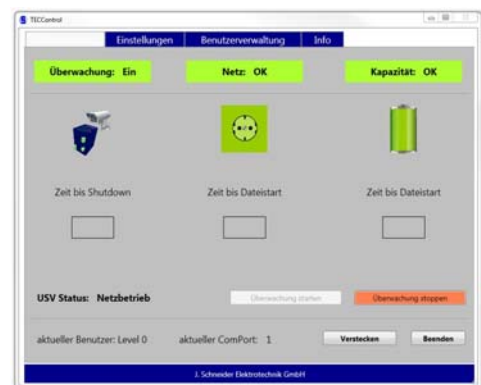 TECControl
Einstellungen Benutzerverwaltung Info
Überwachung: Ein Netz: OK Kapazität: OK
Zeit bis Shutdown Zeit bis Dateistart Zeit bis Dateistart
USV Status: Netzbetrieb Überwachung starten Überwachung stoppen
aktueller Benutzer: Level 0 aktueller ComPort: 1 Verstecken Beenden
J. Schneider Elektrotechnik GmbH